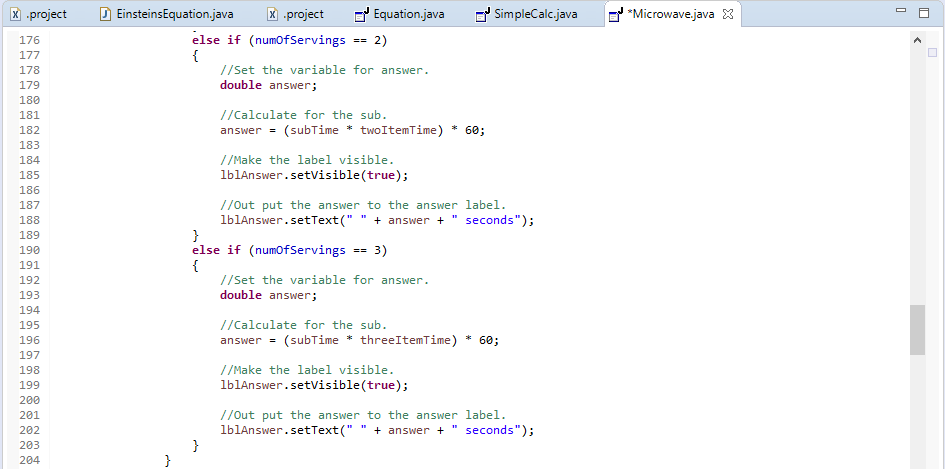 .project EinsteinsEquation.java .project Equation.java SimpleCalc.java *Microwave.java
176 else if (numOfServings == 2)
177 {
178 //Set the variable for answer.
179 double answer;
180
181 //Calculate for the sub.
182 answer = (subTime * twoItemTime) * 60;
183
184 //Make the label visible.
185 lblAnswer.setVisible(true);
186
187 //Out put the answer to the answer label.
188 lblAnswer.setText(" " + answer + " seconds");
189 }
190 else if (numOfServings == 3)
191 {
192 //Set the variable for answer.
193 double answer;
194
195 //Calculate for the sub.
196 answer = (subTime * threeItemTime) * 60;
197
198 //Make the label visible.
199 lblAnswer.setVisible(true);
200
201 //Out put the answer to the answer label.
202 lblAnswer.setText(" " + answer + " seconds");
203 }
204 }